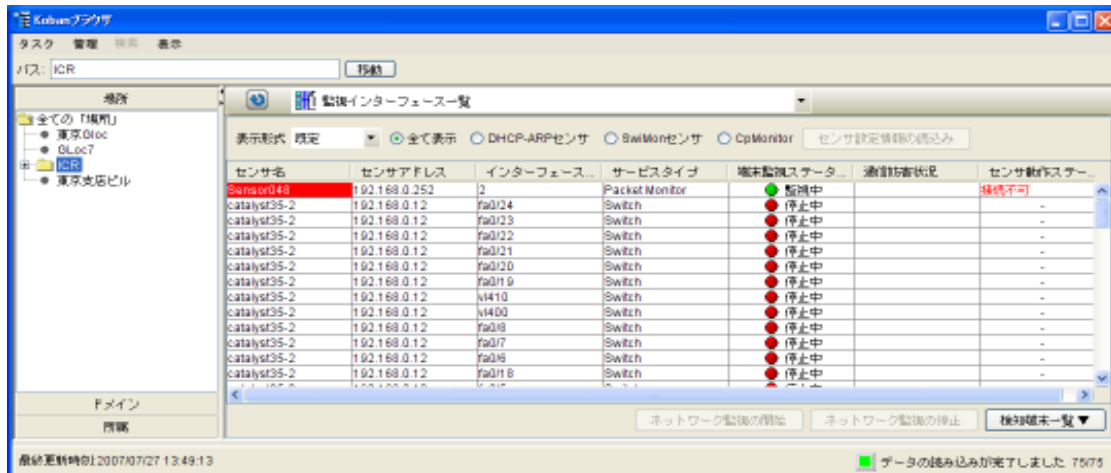 Kobanブラウザ
タスク 管理 検索 表示
パス: ICR 移動
場所
監視インターフェース一覧
全ての「場所」
東京Gloc
GLoc7
ICR
東京支店ビル
表示形式 既定 全て表示 DHCP-ARPセンサ SwiMonセンサ CpMonitor センサ設定情報の読込み
センサ名 センサアドレス インターフェース... サービスタイプ 端末監視ステータ... 通信妨害状況 センサ動作ステー...
Sensor048 192.168.0.252 2 Packet Monitor 監視中 接続不可
catalyst35-2 192.168.0.12 fa0/24 Switch 停止中 -
catalyst35-2 192.168.0.12 fa0/23 Switch 停止中 -
catalyst35-2 192.168.0.12 fa0/22 Switch 停止中 -
catalyst35-2 192.168.0.12 fa0/21 Switch 停止中 -
catalyst35-2 192.168.0.12 fa0/20 Switch 停止中 -
catalyst35-2 192.168.0.12 fa0/19 Switch 停止中 -
catalyst35-2 192.168.0.12 vl410 Switch 停止中 -
catalyst35-2 192.168.0.12 vl400 Switch 停止中 -
catalyst35-2 192.168.0.12 fa0/8 Switch 停止中 -
catalyst35-2 192.168.0.12 fa0/7 Switch 停止中 -
catalyst35-2 192.168.0.12 fa0/6 Switch 停止中 -
catalyst35-2 192.168.0.12 fa0/18 Switch 停止中 -
ドメイン
所属
ネットワーク監視の開始 ネットワーク監視の停止 検知端末一覧▼
最終更新時刻:2007/07/27 13:49:13 データの読み込みが完了しました 75/75